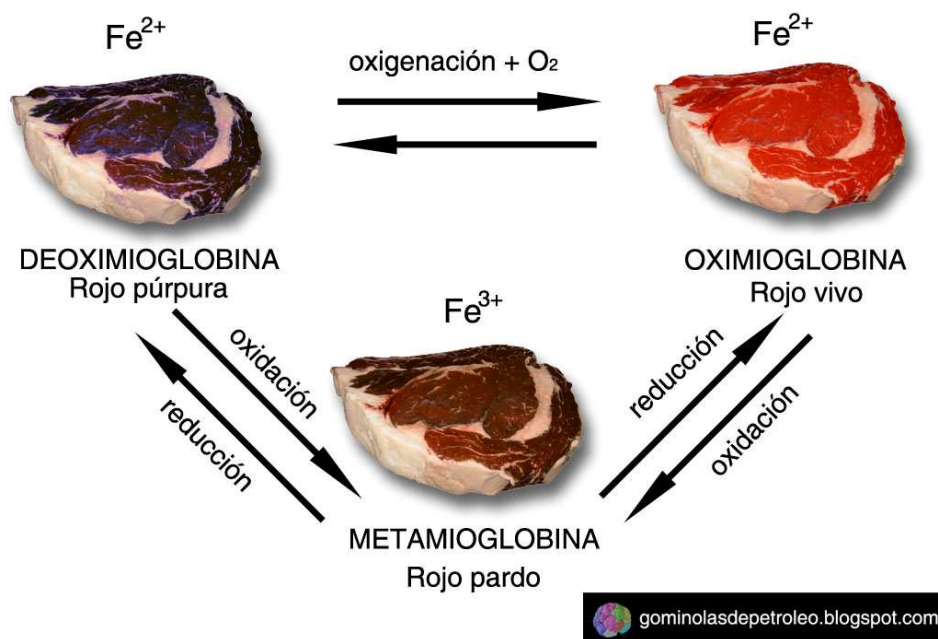 Fe2+
Fe2+
oxigenación + O2
DEOXIMIOGLOBINA
Rojo púrpura
OXIMIOGLOBINA
Rojo vivo
Fe3+
oxidación
reducción
reducción
oxidación
METAMIOGLOBINA
Rojo pardo
gominolasdepetroleo.blogspot.com